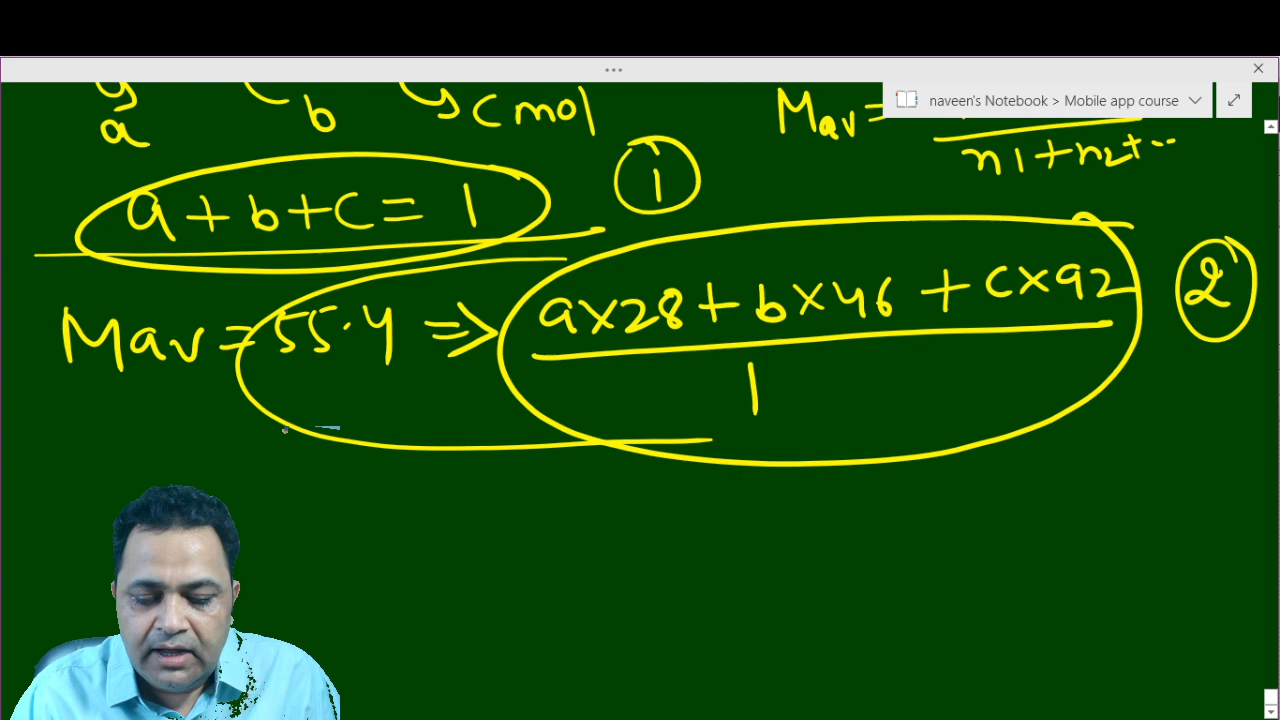 naveen's Notebook > Mobile app course
a b c mol
Mav =
n1+n2+--
a+b+c= 1
1
Mav = 55.4 => a×28+b×46 +c×92
1
2